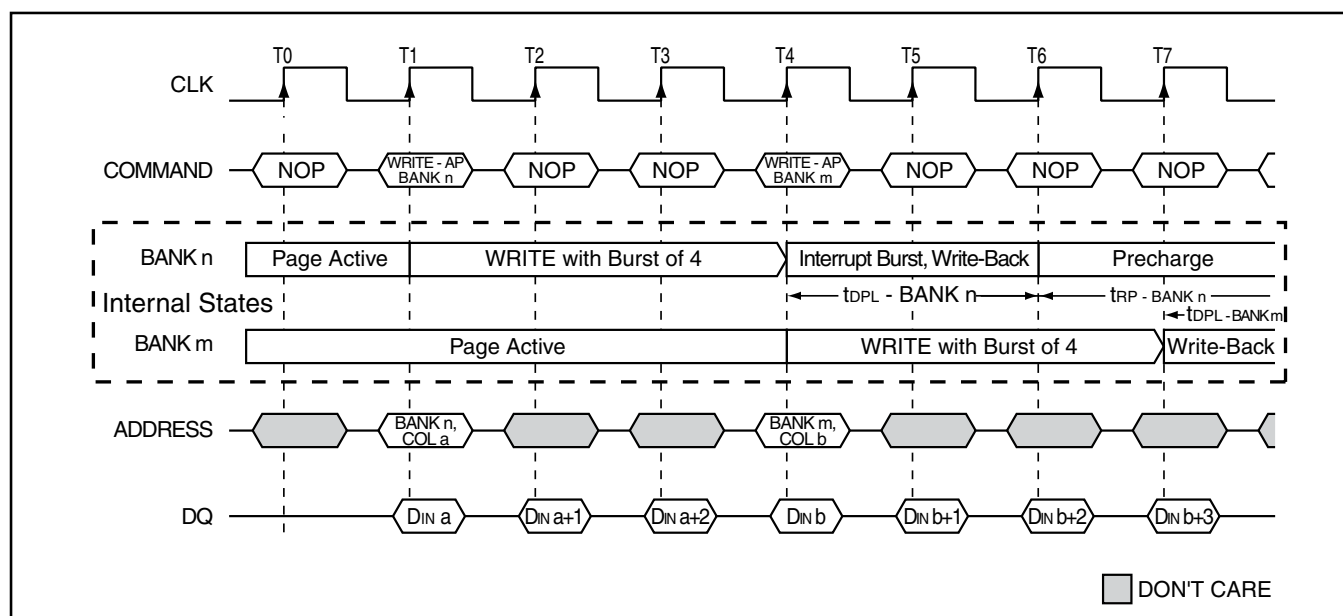 T0 T1 T2 T3 T4 T5 T6 T7
CLK
COMMAND NOP WRITE - AP BANK n NOP NOP WRITE - AP BANK m NOP NOP NOP
BANK n Page Active WRITE with Burst of 4 Interrupt Burst, Write-Back Precharge
Internal States tDPL - BANK n tRP - BANK n
tDPL - BANK m
BANK m Page Active WRITE with Burst of 4 Write-Back
ADDRESS BANK n, COL a BANK m, COL b
DQ DIN a DIN a+1 DIN a+2 DIN b DIN b+1 DIN b+2 DIN b+3
DON'T CARE